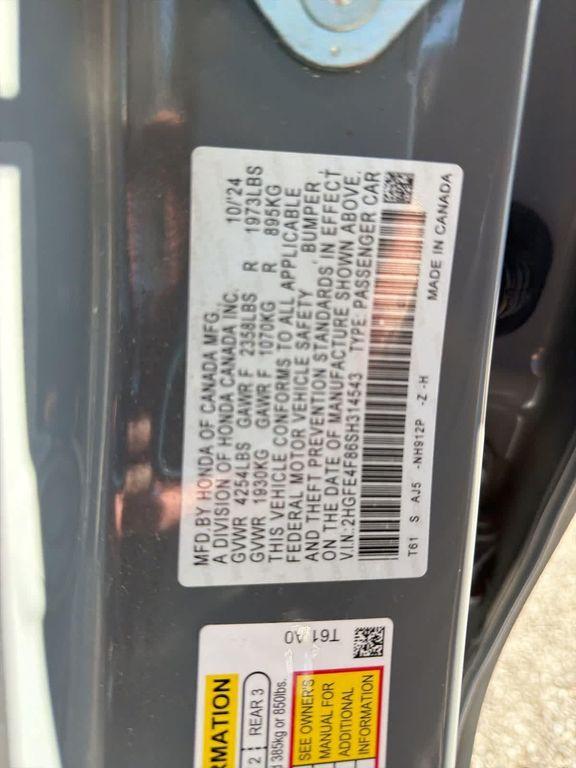 MFD.BY HONDA OF CANADA MFG. 10/'24
A DIVISION OF HONDA CANADA INC.
GVWR 4254LBS GAWR F 2358LBS R 1973LBS
GVWR 1930KG GAWR F 1070KG R 895KG
THIS VEHICLE CONFORMS TO ALL APPLICABLE
FEDERAL MOTOR VEHICLE SAFETY , BUMPER ,
AND THEFT PREVENTION STANDARDS IN EFFECT
ON THE DATE OF MANUFACTURE SHOWN ABOVE.
V.I.N.:2HGFE4F86SH314543 TYPE: PASSENGER CAR
T61 S AJ5 -NH912P -Z -H
MADE IN CANADA
T61 A0
RMATION
2 REAR 3
385kg or 850lbs.
SEE OWNER'S
MANUAL FOR
ADDITIONAL
INFORMATION